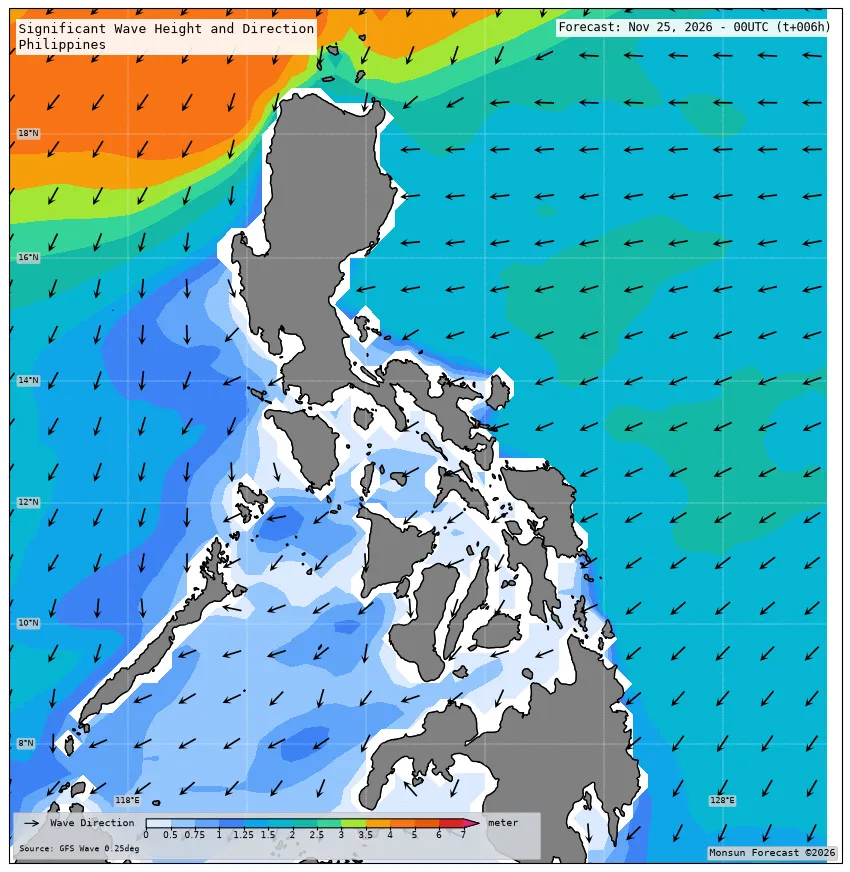 Significant Wave Height and Direction
Philippines
Forecast: Nov 25, 2026 - 00UTC (t+006h)
18°N
16°N
14°N
12°N
10°N
8°N
118°E
128°E
Wave Direction
0 0.5 0.75 1 1.25 1.5 2 2.5 3 3.5 4 5 6 7
meter
Source: GFS Wave 0.25deg
Monsun Forecast ©2026